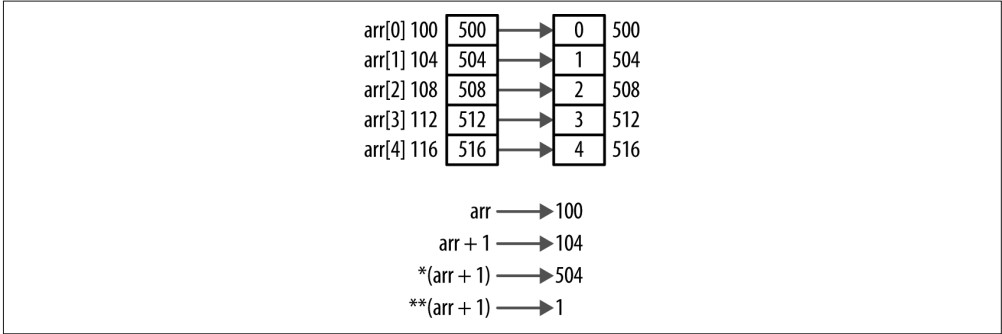 arr[0] 100 500 0 500
arr[1] 104 504 1 504
arr[2] 108 508 2 508
arr[3] 112 512 3 512
arr[4] 116 516 4 516
arr 100
arr + 1 104
*(arr + 1) 504
**(arr + 1) 1